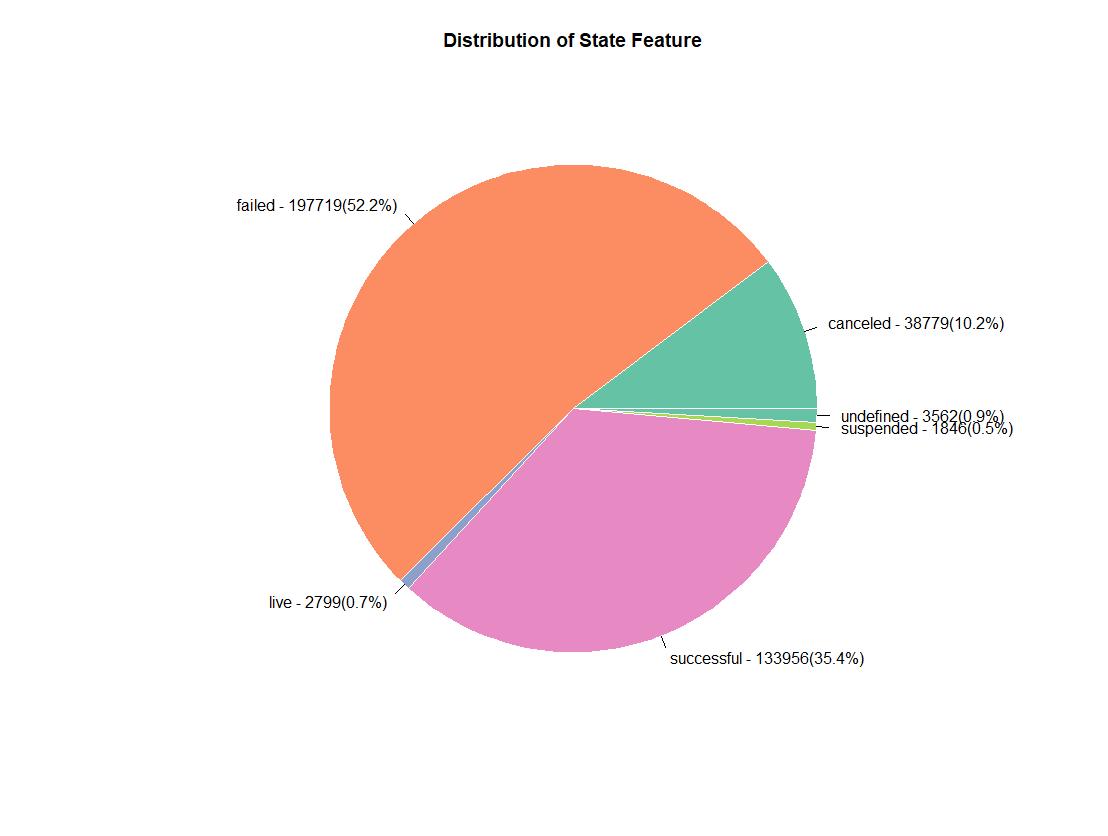 Distribution of State Feature
failed - 197719(52.2%)
canceled - 38779(10.2%)
undefined - 3562(0.9%)
suspended - 1846(0.5%)
live - 2799(0.7%)
successful - 133956(35.4%)